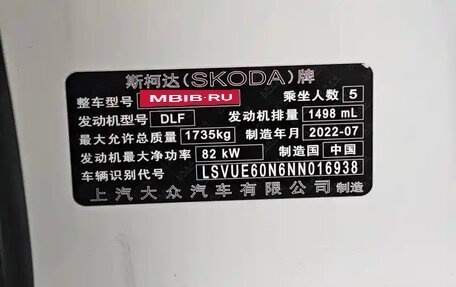 斯柯达(SKODA)牌
整车型号 MBIB·RU 乘坐人数 5
发动机型号 DLF 发动机排量 1498 mL
最大允许总质量 1735kg 制造年月 2022-07
发动机最大净功率 82 kW 制造国 中国
车辆识别代号 LSVUE60N6NN016938
上汽大众汽车有限公司 制造